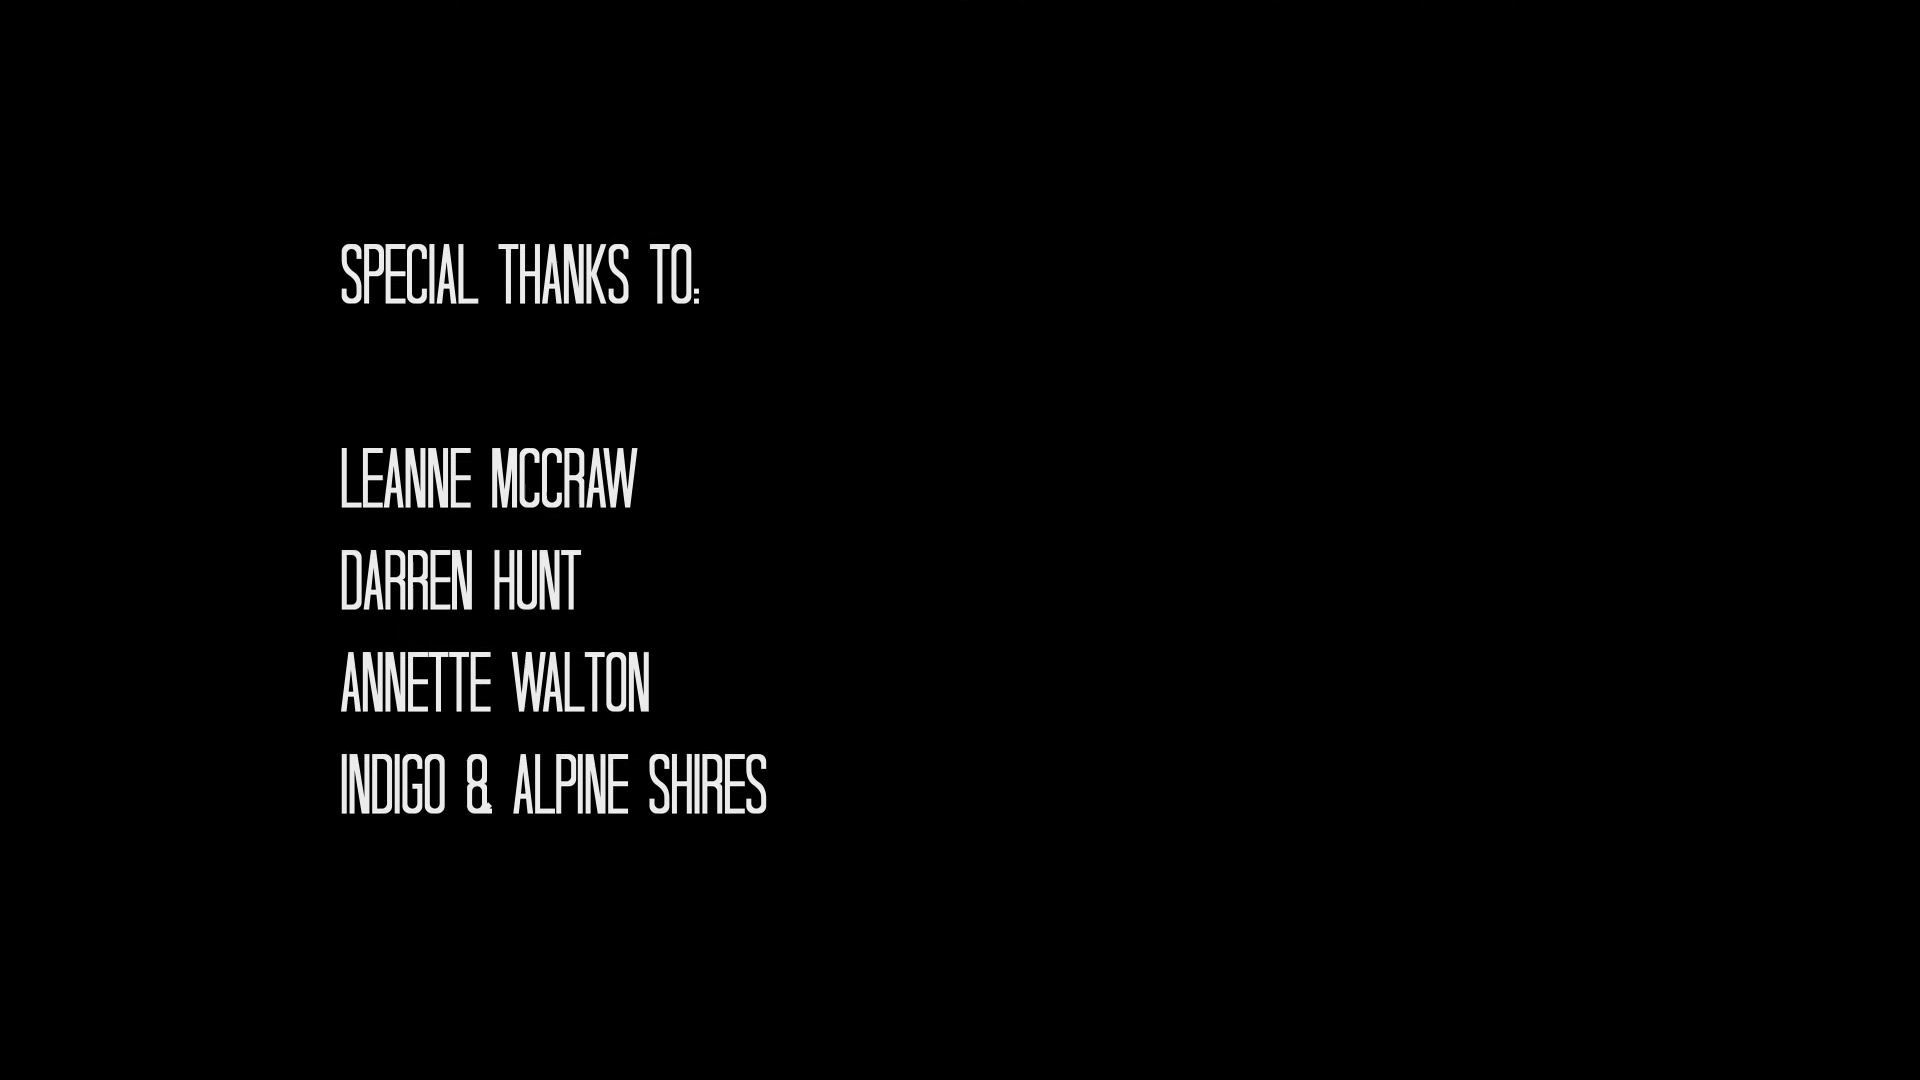 SPECIAL THANKS TO:
LEANNE MCCRAW
DARREN HUNT
ANNETTE WALTON
INDIGO & ALPINE SHIRES